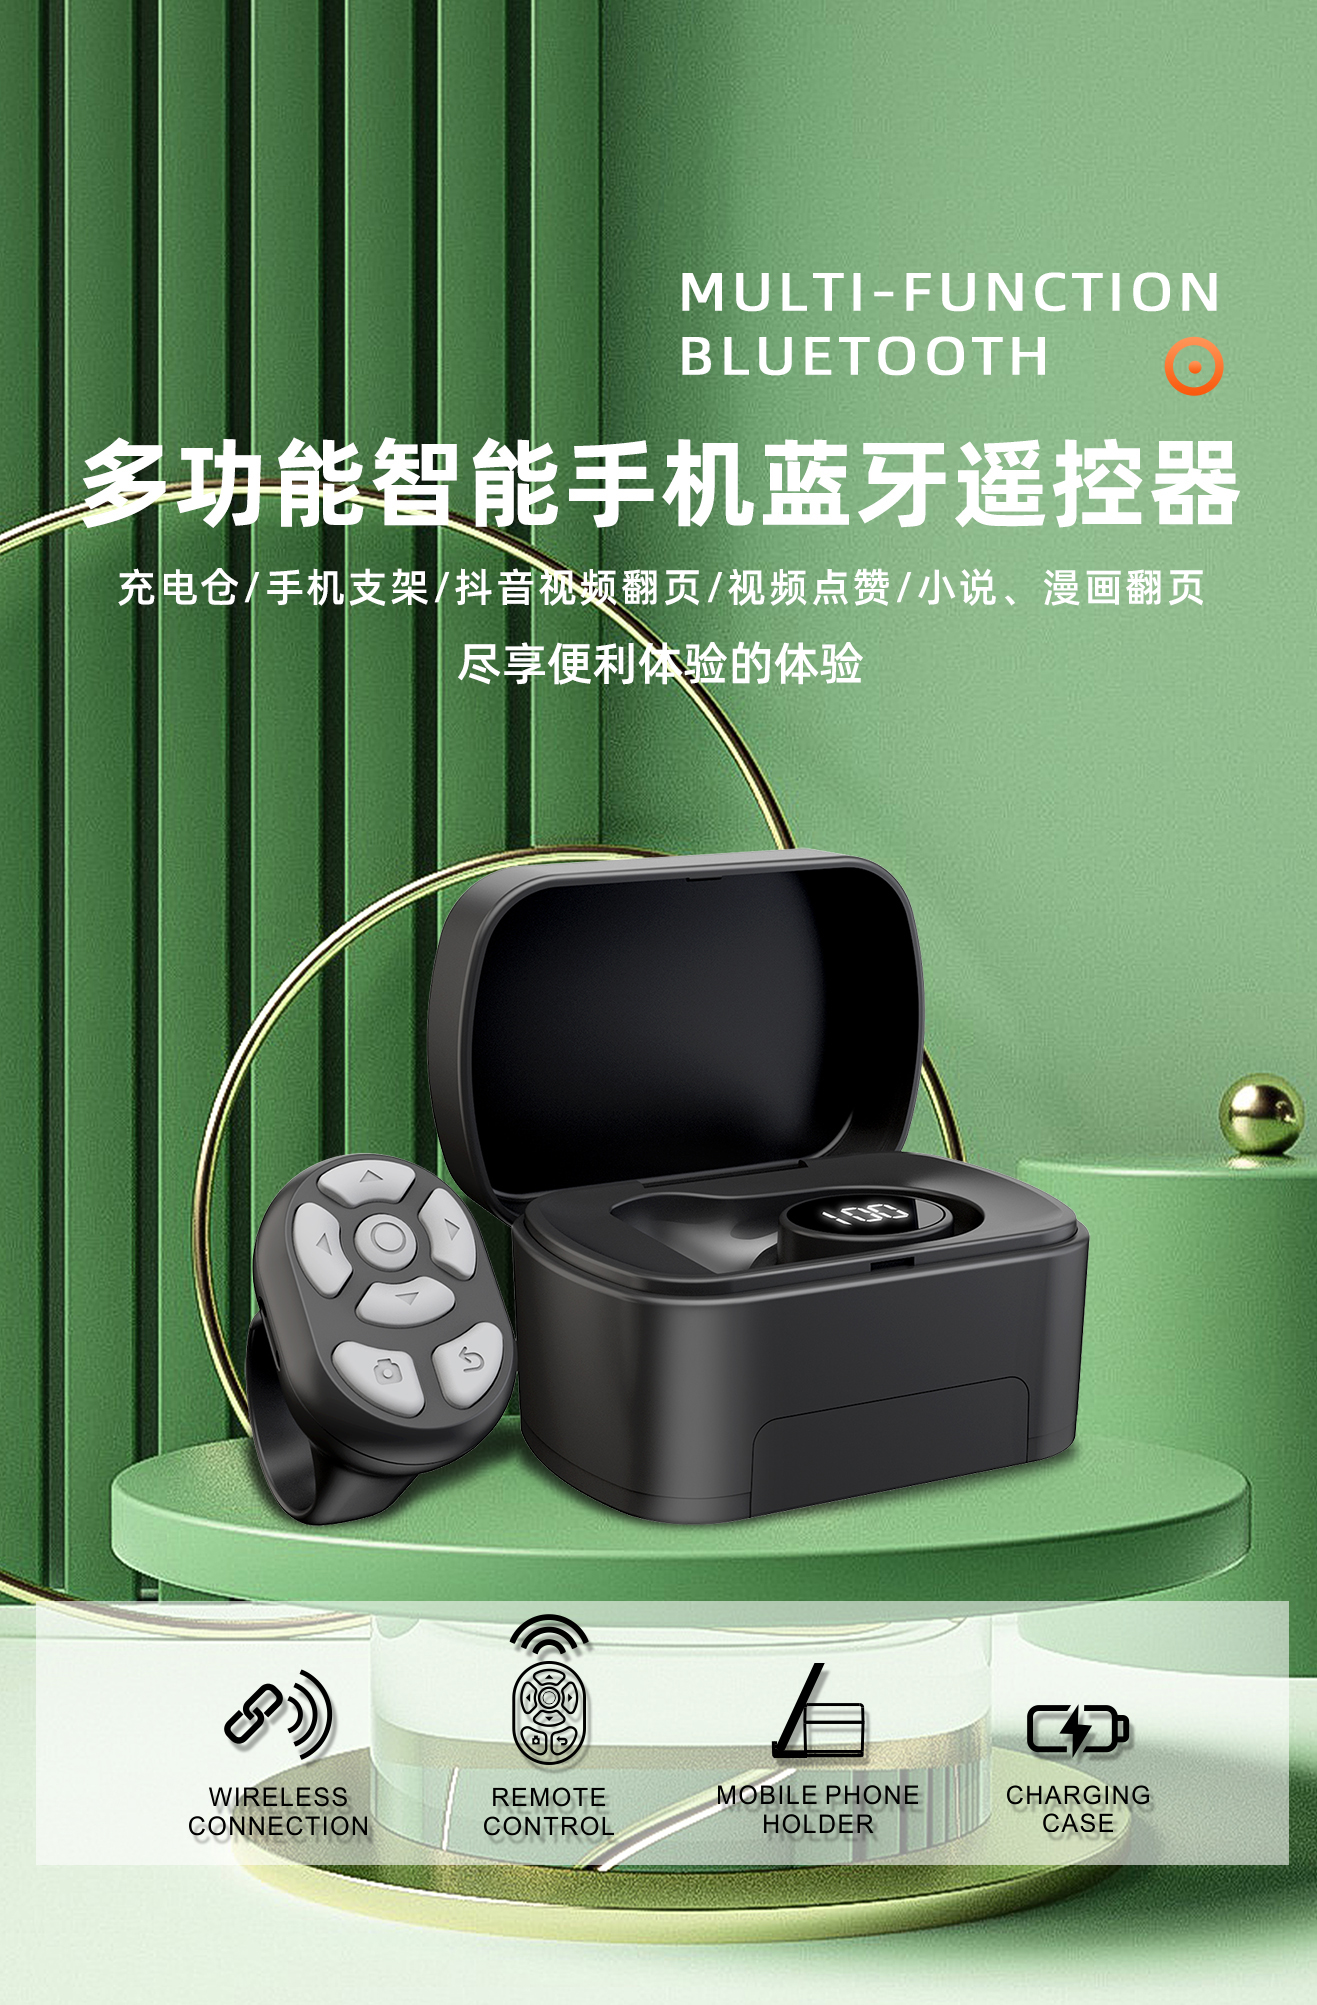 MULTI-FUNCTION
BLUETOOTH
多功能智能手机蓝牙遥控器
充电仓/手机支架/抖音视频翻页/视频点赞/小说、漫画翻页
尽享便利体验的体验
100
WIRELESS
CONNECTION
REMOTE
CONTROL
MOBILE PHONE
HOLDER
CHARGING
CASE